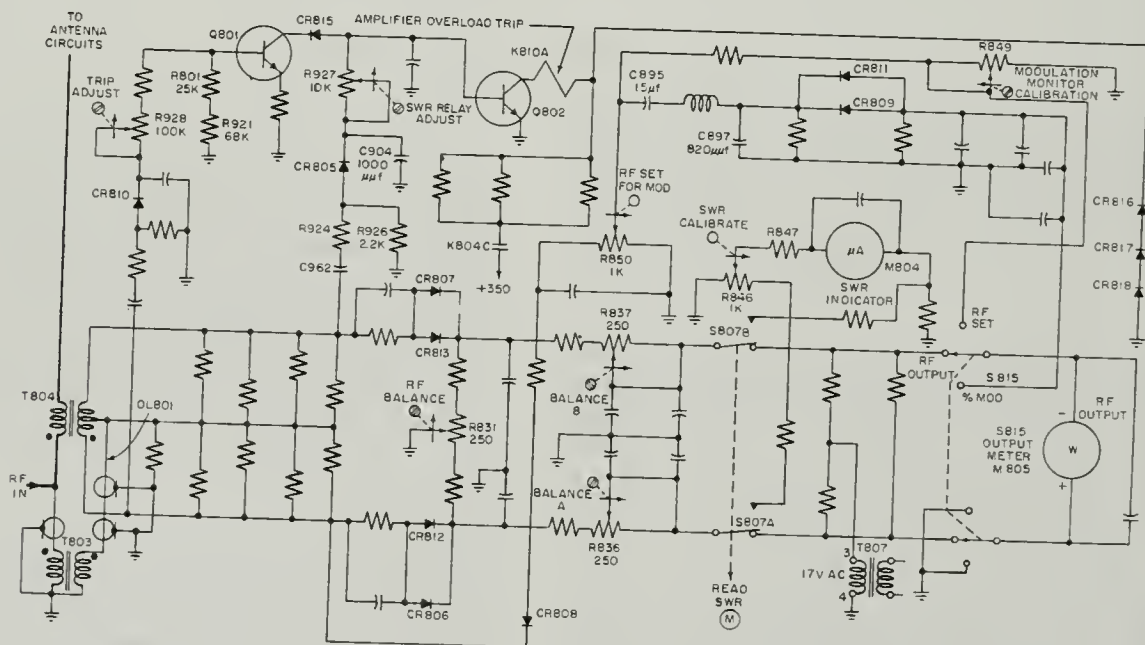 TO
ANTENNA
CIRCUITS
Q801
CR815
AMPLIFIER OVERLOAD TRIP
K810A
R849
MODULATION
MONITOR
CALIBRATION
TRIP
ADJUST
R801
25K
R928
100K
R921
68K
R927
10K
SWR RELAY
ADJUST
Q802
C895
15µf
CR811
CR809
C897
820µµf
C904
1000
µµf
CR805
CR810
R924
R926
2.2K
C962
K804C
+350
RF SET
FOR MOD
R850
1K
SWR
CALIBRATE
R847
µA
M804
SWR
INDICATOR
R846
1K
CR816
CR817
CR818
CR807
CR813
R837
250
S807B
RF
SET
RF
OUTPUT
S815
% MOD
T804
DL801
RF
BALANCE
R831
250
BALANCE
B
RF
OUTPUT
S815
OUTPUT
METER
M805
-
W
+
RF
IN
T803
BALANCE
A
CR812
R836
250
S807A
3
T807
17V AC
4
CR806
CR808
READ
SWR
M